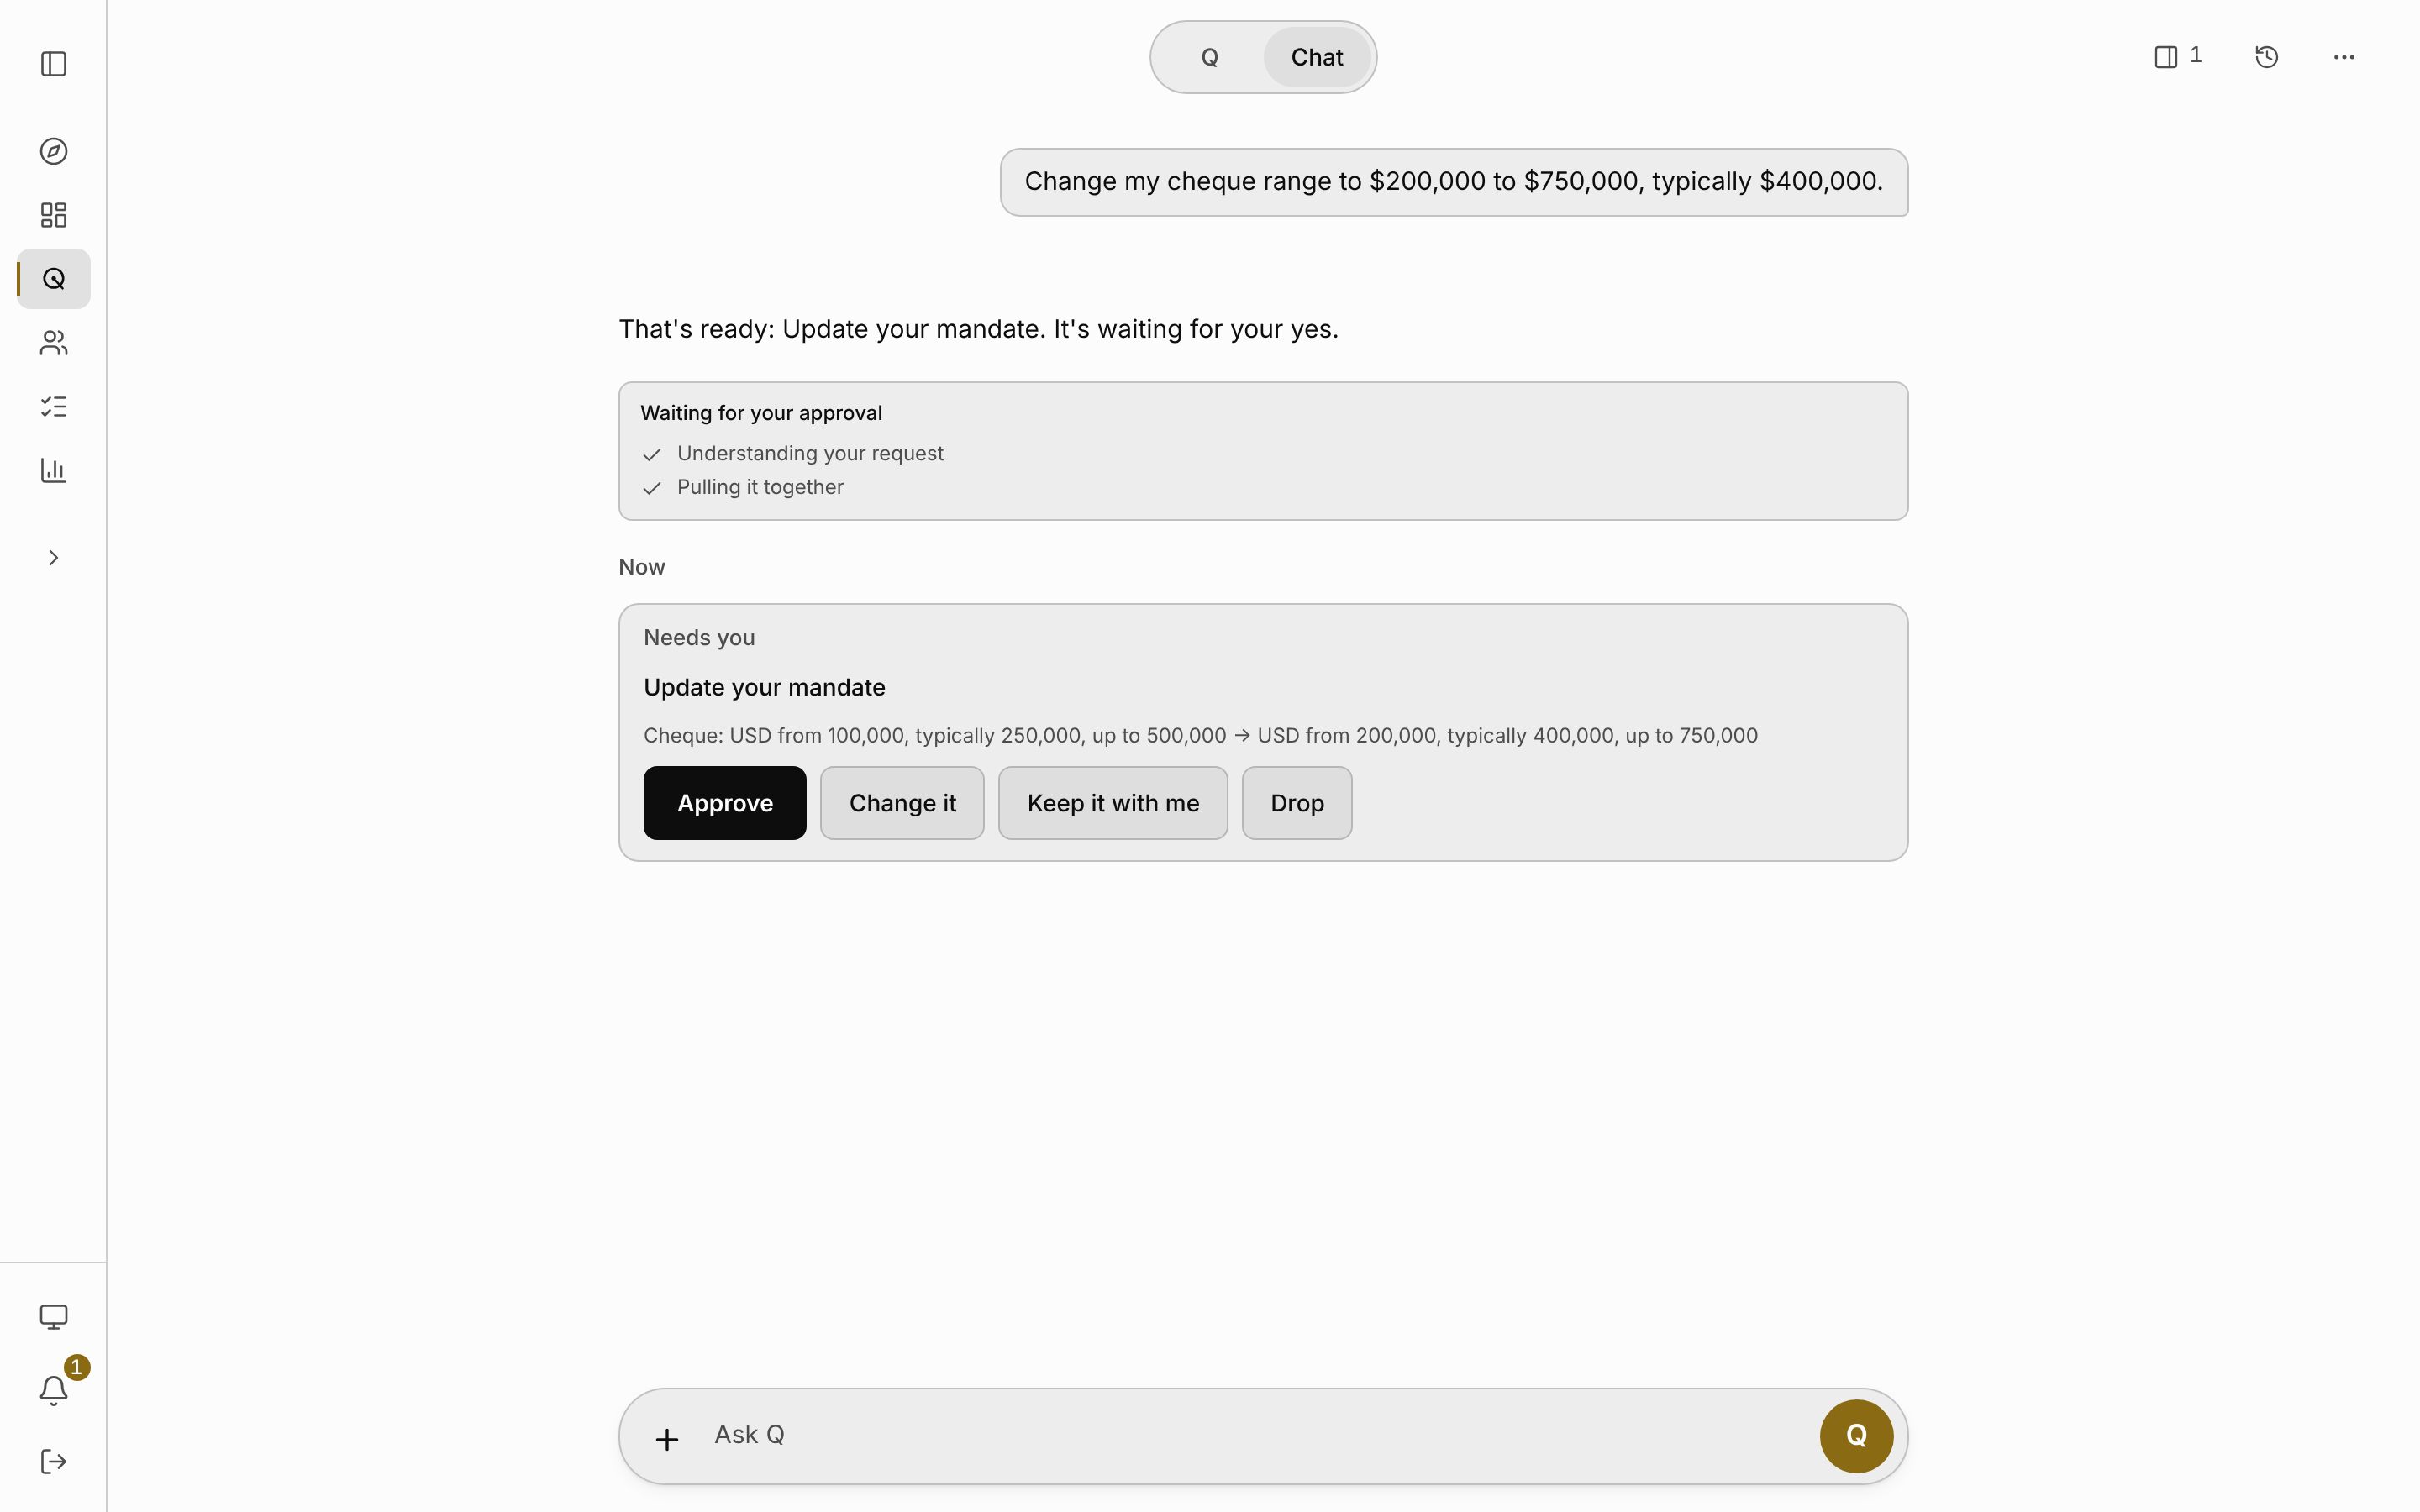 Q
Chat
1
Change my cheque range to $200,000 to $750,000, typically $400,000.
That's ready: Update your mandate. It's waiting for your yes.
Waiting for your approval
Understanding your request
Pulling it together
Now
Needs you
Update your mandate
Cheque: USD from 100,000, typically 250,000, up to 500,000 → USD from 200,000, typically 400,000, up to 750,000
Approve
Change it
Keep it with me
Drop
1
Ask Q
Q